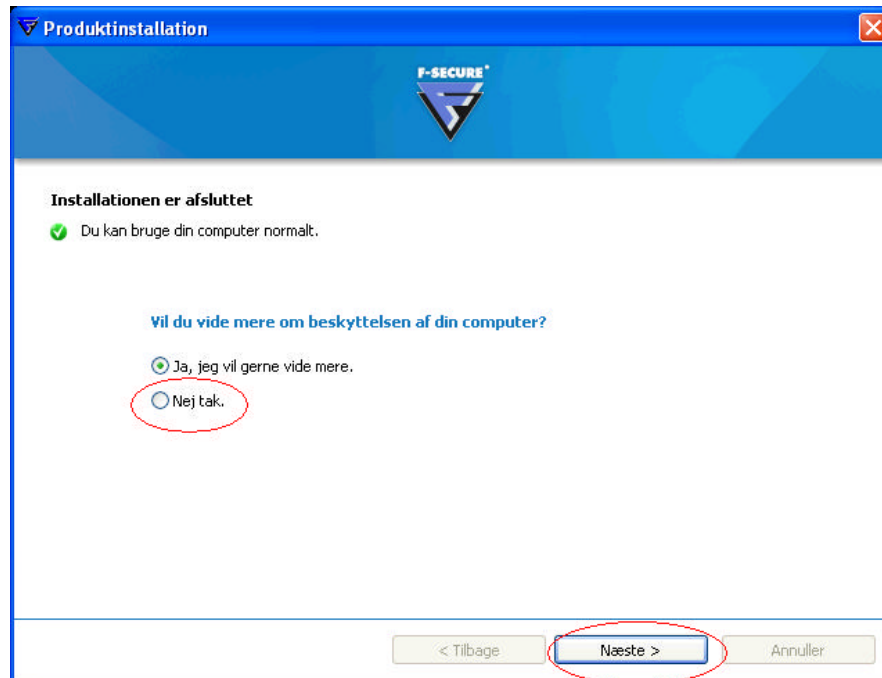 Produktinstallation
F-SECURE
Installationen er afsluttet
Du kan bruge din computer normalt.
Vil du vide mere om beskyttelsen af din computer?
Ja, jeg vil gerne vide mere.
Nej tak.
< Tilbage Næste > Annuller